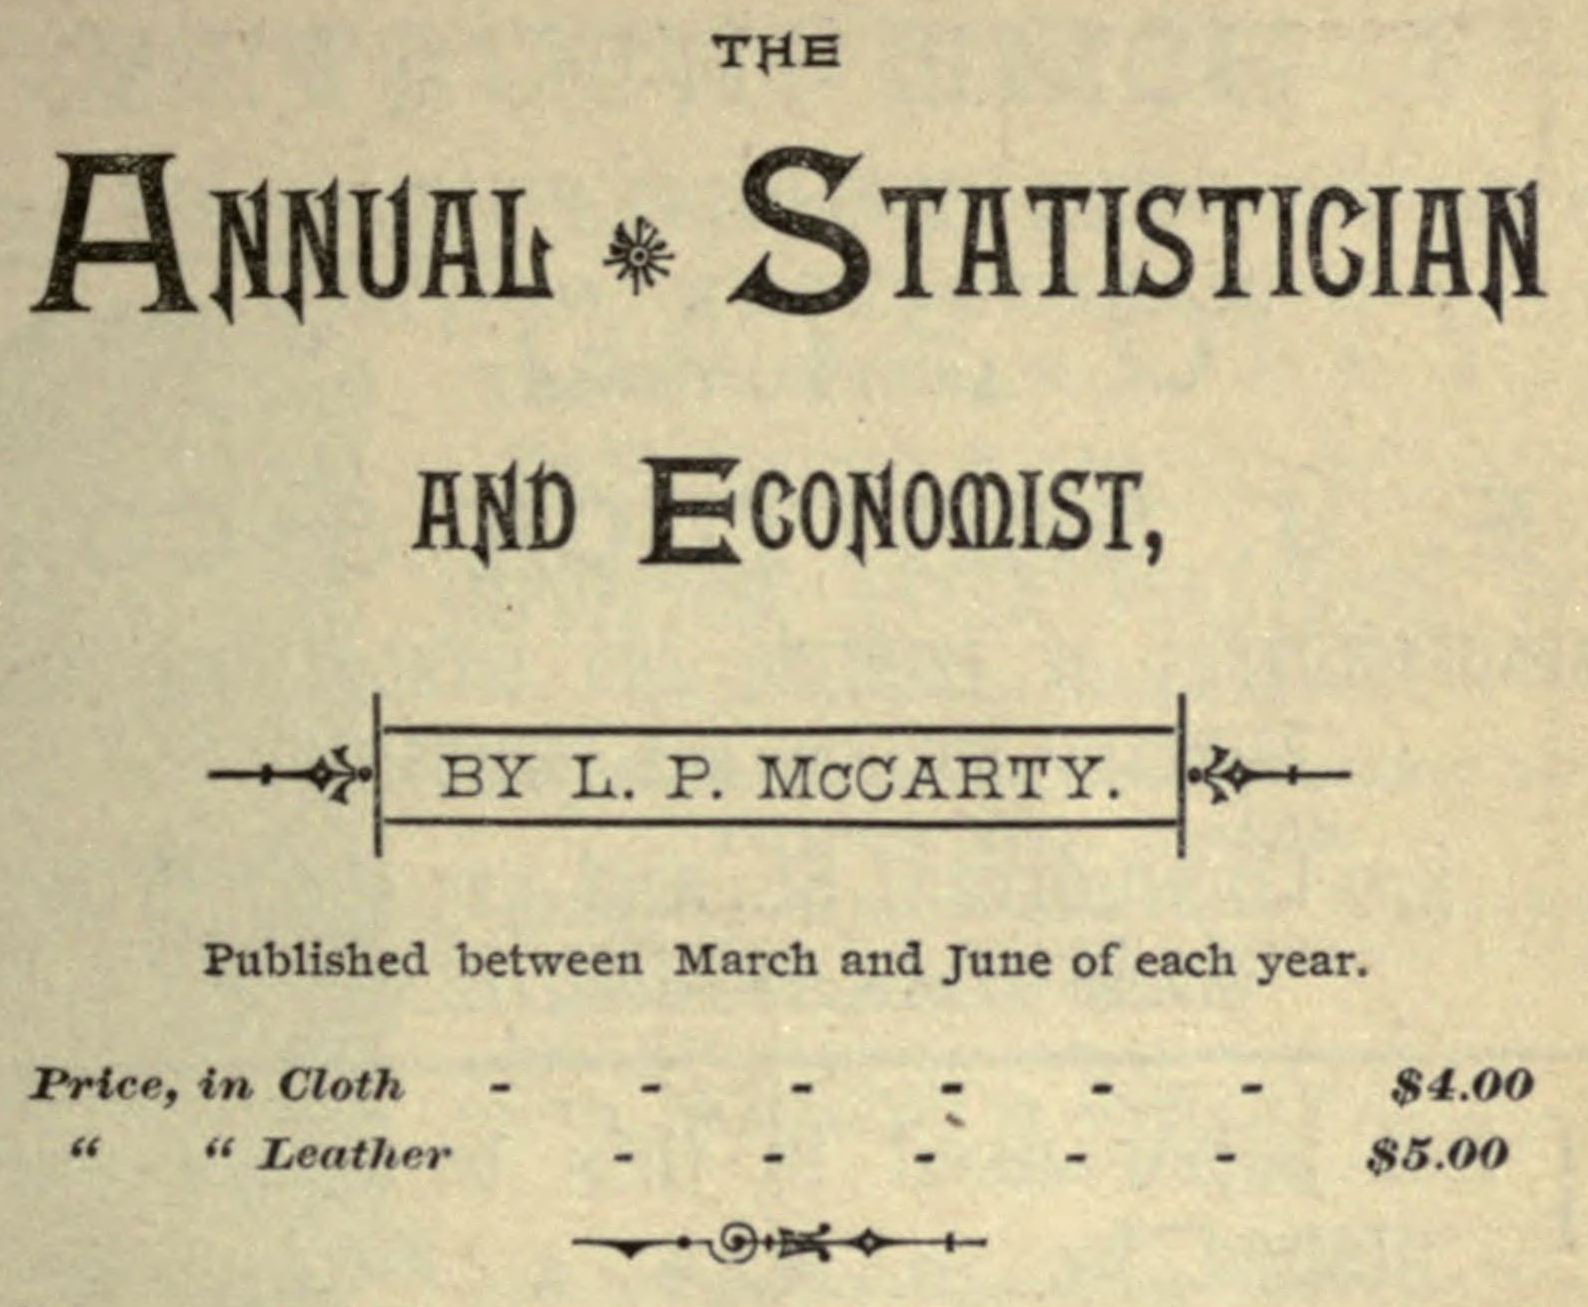 THE
ANNUAL STATISTICIAN
AND ECONOMIST,
BY L. P. McCARTY.
Published between March and June of each year.
Price, in Cloth - - - - - - $4.00
“ “ Leather - - - - - $5.00